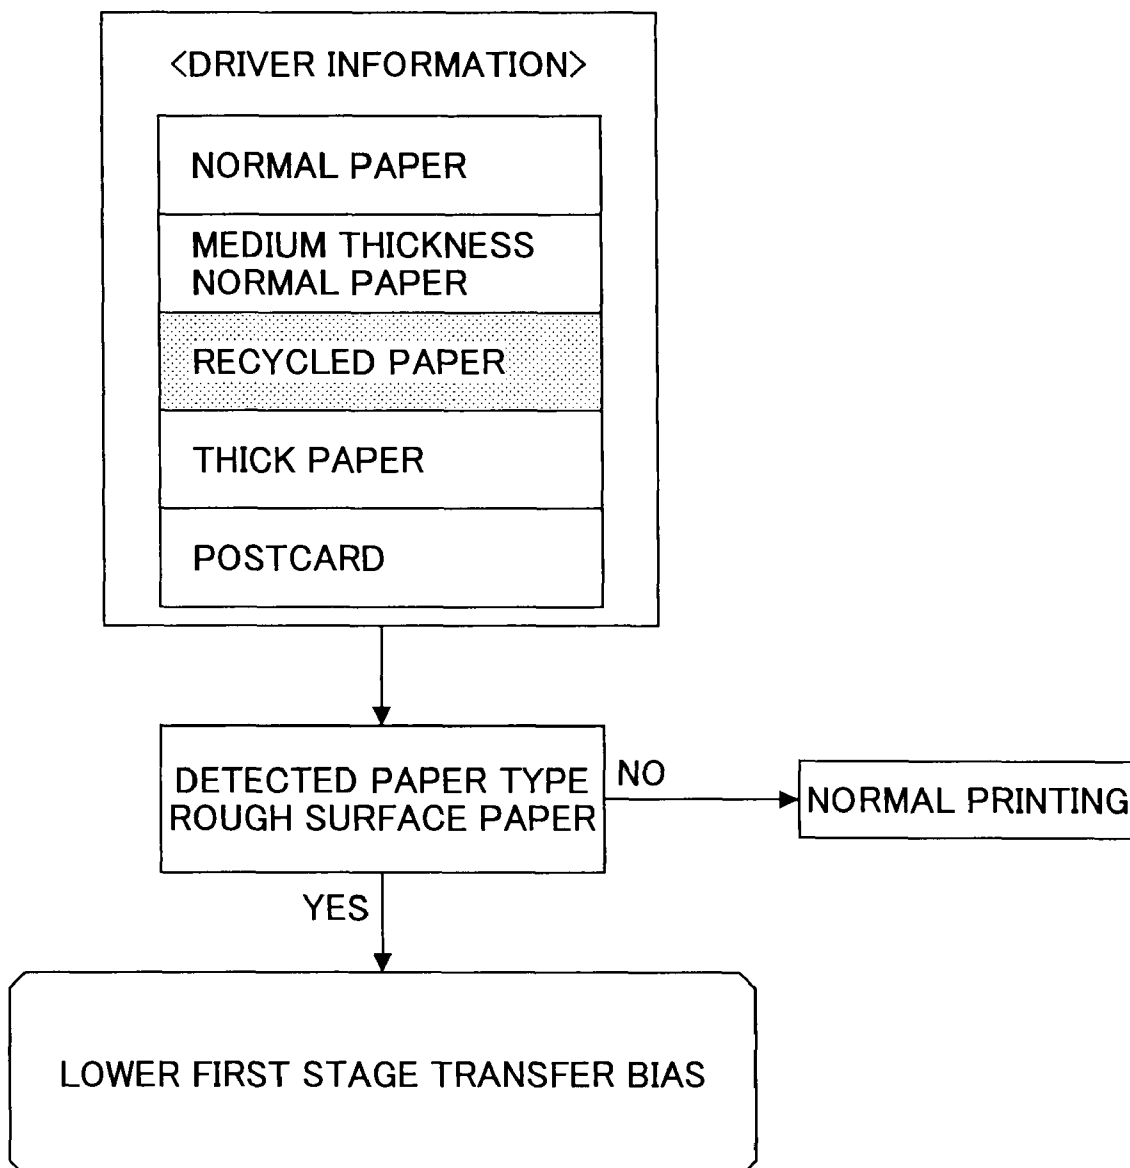 <DRIVER INFORMATION>
NORMAL PAPER
MEDIUM THICKNESS
NORMAL PAPER
RECYCLED PAPER
THICK PAPER
POSTCARD
DETECTED PAPER TYPE
ROUGH SURFACE PAPER
NO
NORMAL PRINTING
YES
LOWER FIRST STAGE TRANSFER BIAS